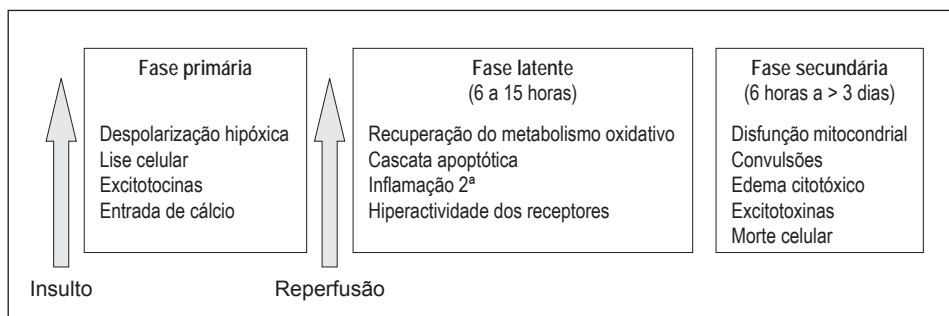 Fase primária
Despolarização hipóxica
Lise celular
Excitotocinas
Entrada de cálcio
Fase latente
(6 a 15 horas)
Recuperação do metabolismo oxidativo
Cascata apoptótica
Inflamação 2ª
Hiperactividade dos receptores
Fase secundária
(6 horas a > 3 dias)
Disfunção mitocondrial
Convulsões
Edema citotóxico
Excitotoxinas
Morte celular
Insulto
Reperfusão